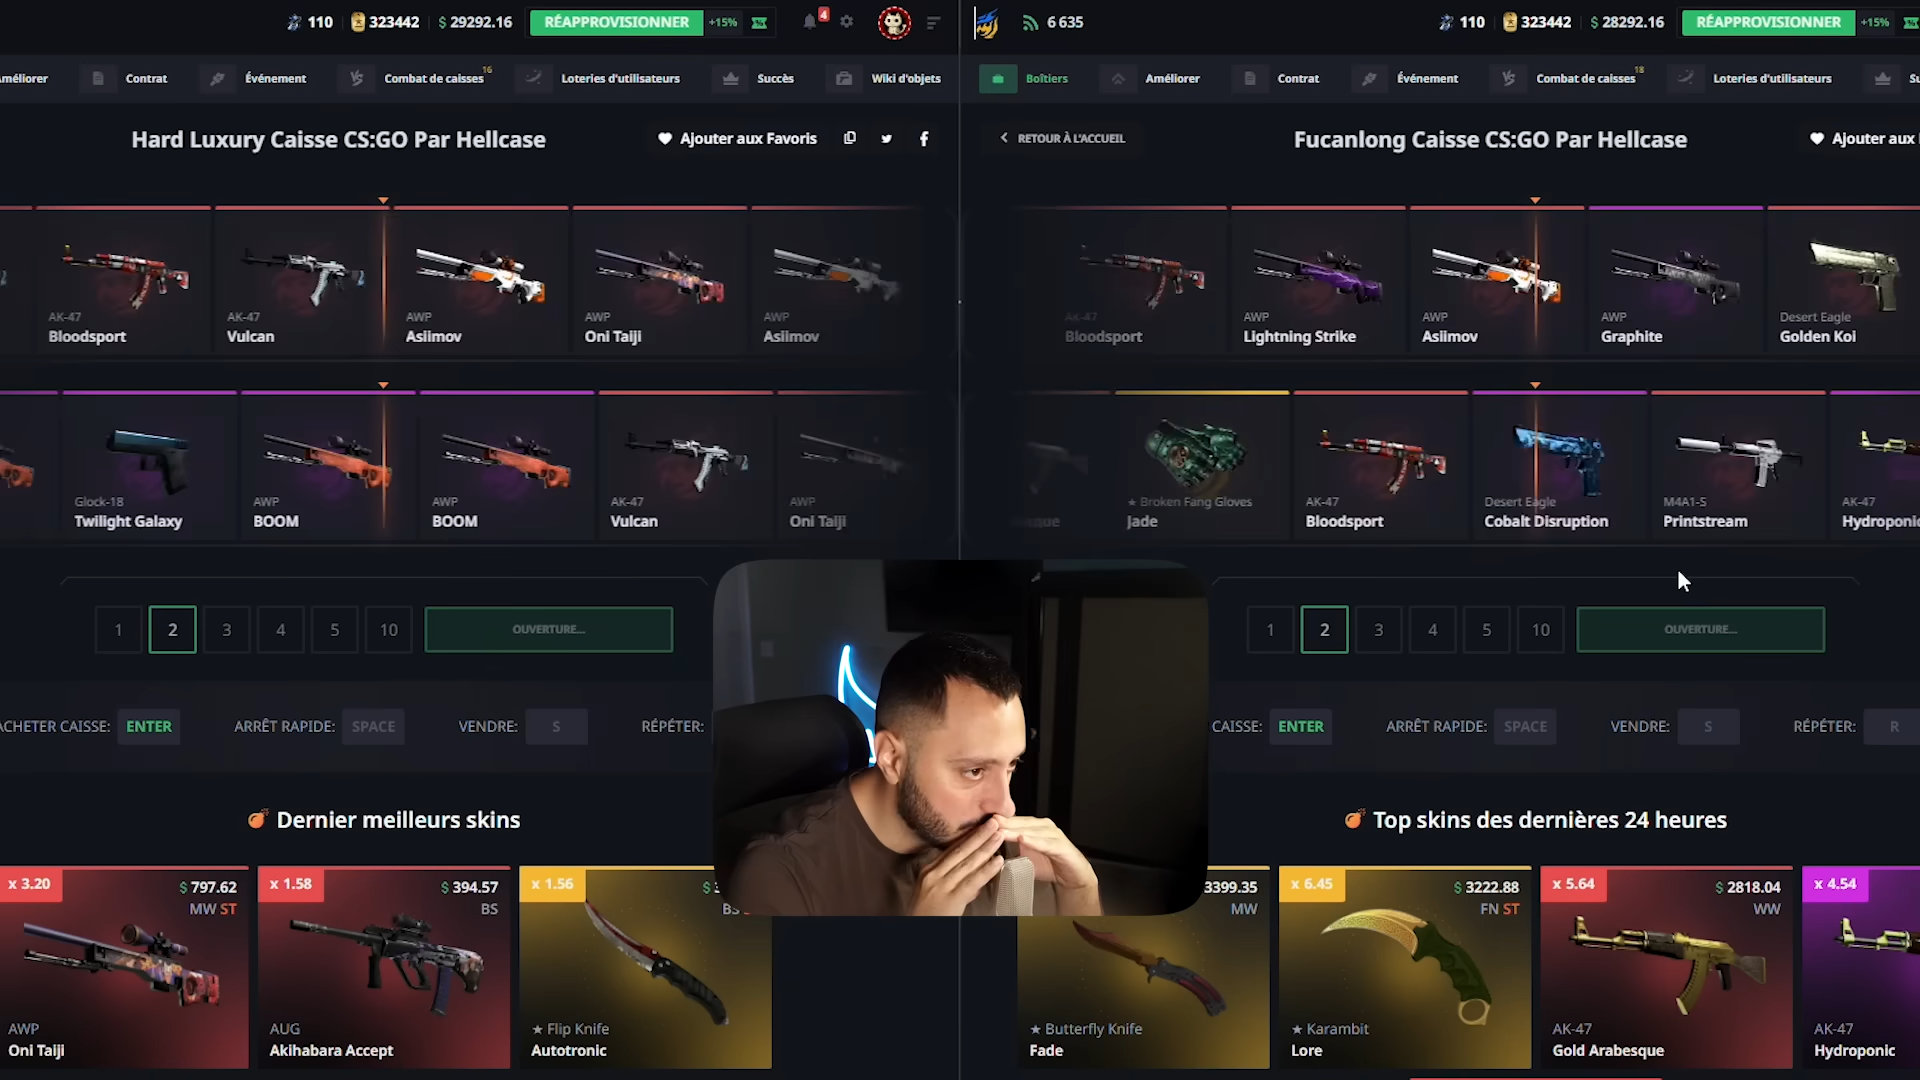 110 323442 $ 29292.16 RÉAPPROVISIONNER +15% 4
Contrat Événement Combat de caisses 16 Loteries d'utilisateurs Succès Wiki d'objets
Hard Luxury Caisse CS:GO Par Hellcase Ajouter aux Favoris
AK-47 AK-47 AWP AWP AWP
Bloodsport Vulcan Asiimov Oni Taiji Asiimov
Glock-18 AWP AWP AK-47 AWP
Twilight Galaxy BOOM BOOM Vulcan Oni Taiji
1 2 3 4 5 10 OUVERTURE...
ACHETER CAISSE: ENTER ARRÊT RAPIDE: SPACE VENDRE: S RÉPÉTER:
Dernier meilleurs skins
x 3.20 $ 797.62 x 1.58 $ 394.57 x 1.56 $
MW ST BS BS
AWP AUG ★ Flip Knife
Oni Taiji Akihabara Accept Autotronic
6 635 110 323442 $ 28292.16 RÉAPPROVISIONNER +15%
Boîtiers Améliorer Contrat Événement Combat de caisses 18 Loteries d'utilisateurs
RETOUR À L'ACCUEIL Fucanlong Caisse CS:GO Par Hellcase Ajouter aux
AK-47 AWP AWP AWP Desert Eagle
Bloodsport Lightning Strike Asiimov Graphite Golden Koi
★ Broken Fang Gloves AK-47 Desert Eagle M4A1-S AK-47
Jade Bloodsport Cobalt Disruption Printstream Hydroponic
1 2 3 4 5 10 OUVERTURE...
CAISSE: ENTER ARRÊT RAPIDE: SPACE VENDRE: S RÉPÉTER: R
Top skins des dernières 24 heures
3399.35 x 6.45 $ 3222.88 x 5.64 $ 2818.04 x 4.54
MW FN ST WW
★ Butterfly Knife ★ Karambit AK-47 AK-47
Fade Lore Gold Arabesque Hydroponic